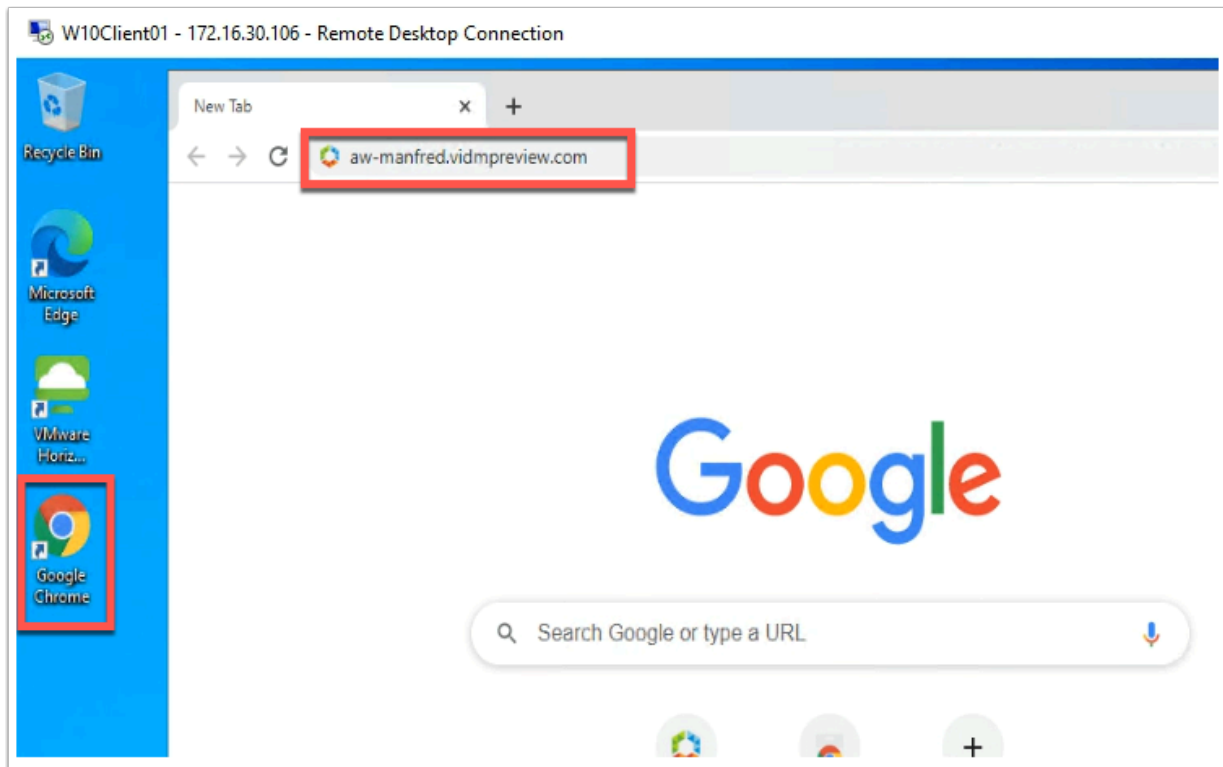 W10Client01 - 172.16.30.106 - Remote Desktop Connection
Recycle Bin
Microsoft
Edge
VMware
Horiz...
Google
Chrome
New Tab
aw-manfred.vidmpreview.com
Google
Search Google or type a URL